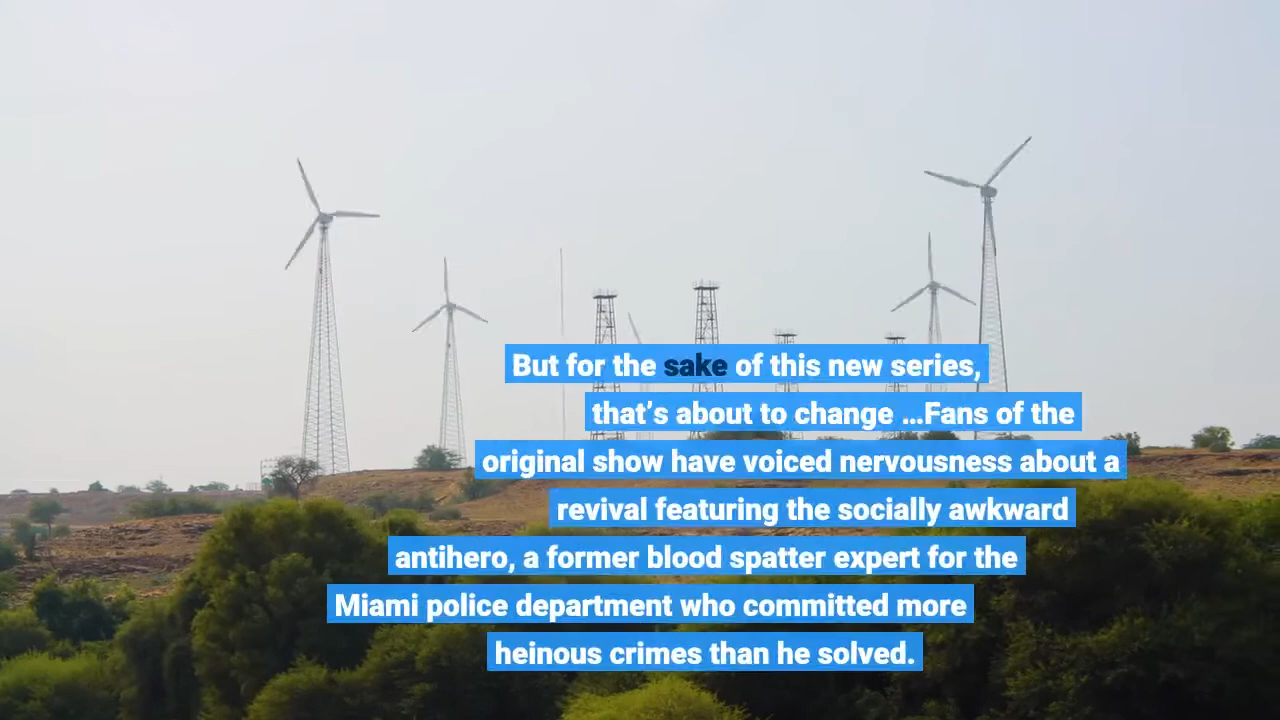 But for the sake of this new series,
that’s about to change ...Fans of the
original show have voiced nervousness about a
revival featuring the socially awkward
antihero, a former blood spatter expert for the
Miami police department who committed more
heinous crimes than he solved.